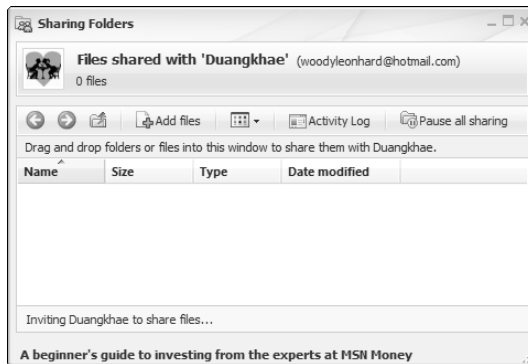 Sharing Folders
Files shared with 'Duangkhae' (woodyleonhard@hotmail.com)
0 files
Add files Activity Log Pause all sharing
Drag and drop folders or files into this window to share them with Duangkhae.
Name Size Type Date modified
Inviting Duangkhae to share files...
A beginner's guide to investing from the experts at MSN Money